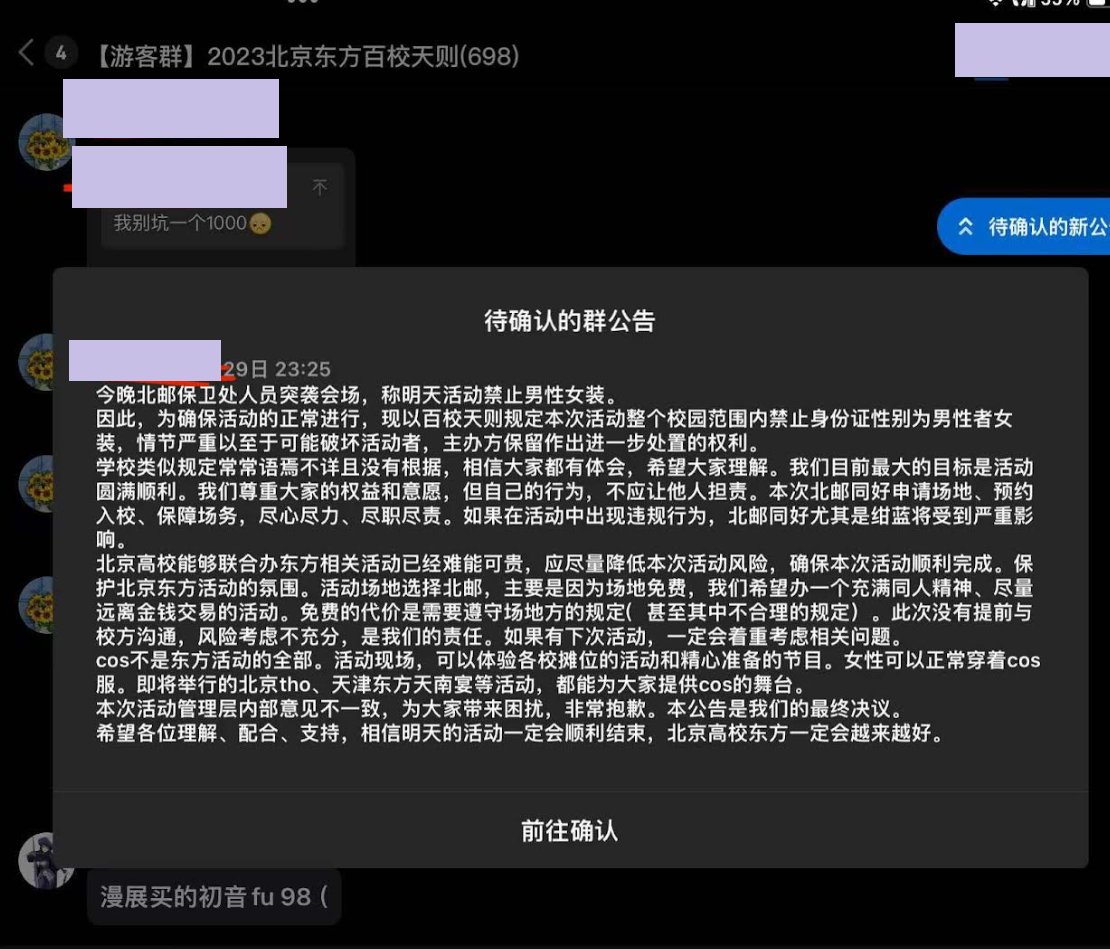 4 【游客群】2023北京东方百校天则(698)
我别坑一个1000
待确认的新公
待确认的群公告
29日 23:25
今晚北邮保卫处人员突袭会场，称明天活动禁止男性女装。
因此，为确保活动的正常进行，现以百校天则规定本次活动整个校园范围内禁止身份证性别为男性者女
装，情节严重以至于可能破坏活动者，主办方保留作出进一步处置的权利。
学校类似规定常常语焉不详且没有根据，相信大家都有体会，希望大家理解。我们目前最大的目标是活动
圆满顺利。我们尊重大家的权益和意愿，但自己的行为，不应让他人担责。本次北邮同好申请场地、预约
入校、保障场务，尽心尽力、尽职尽责。如果在活动中出现违规行为，北邮同好尤其是绀蓝将受到严重影
响。
北京高校能够联合办东方相关活动已经难能可贵，应尽量降低本次活动风险，确保本次活动顺利完成。保
护北京东方活动的氛围。活动场地选择北邮，主要是因为场地免费，我们希望办一个充满同人精神、尽量
远离金钱交易的活动。免费的代价是需要遵守场地方的规定（甚至其中不合理的规定）。此次没有提前与
校方沟通，风险考虑不充分，是我们的责任。如果有下次活动，一定会着重考虑相关问题。
cos不是东方活动的全部。活动现场，可以体验各校摊位的活动和精心准备的节目。女性可以正常穿着cos
服。即将举行的北京tho、天津东方天南宴等活动，都能为大家提供cos的舞台。
本次活动管理层内部意见不一致，为大家带来困扰，非常抱歉。本公告是我们的最终决议。
希望各位理解、配合、支持，相信明天的活动一定会顺利结束，北京高校东方一定会越来越好。
前往确认
漫展买的初音fu 98（